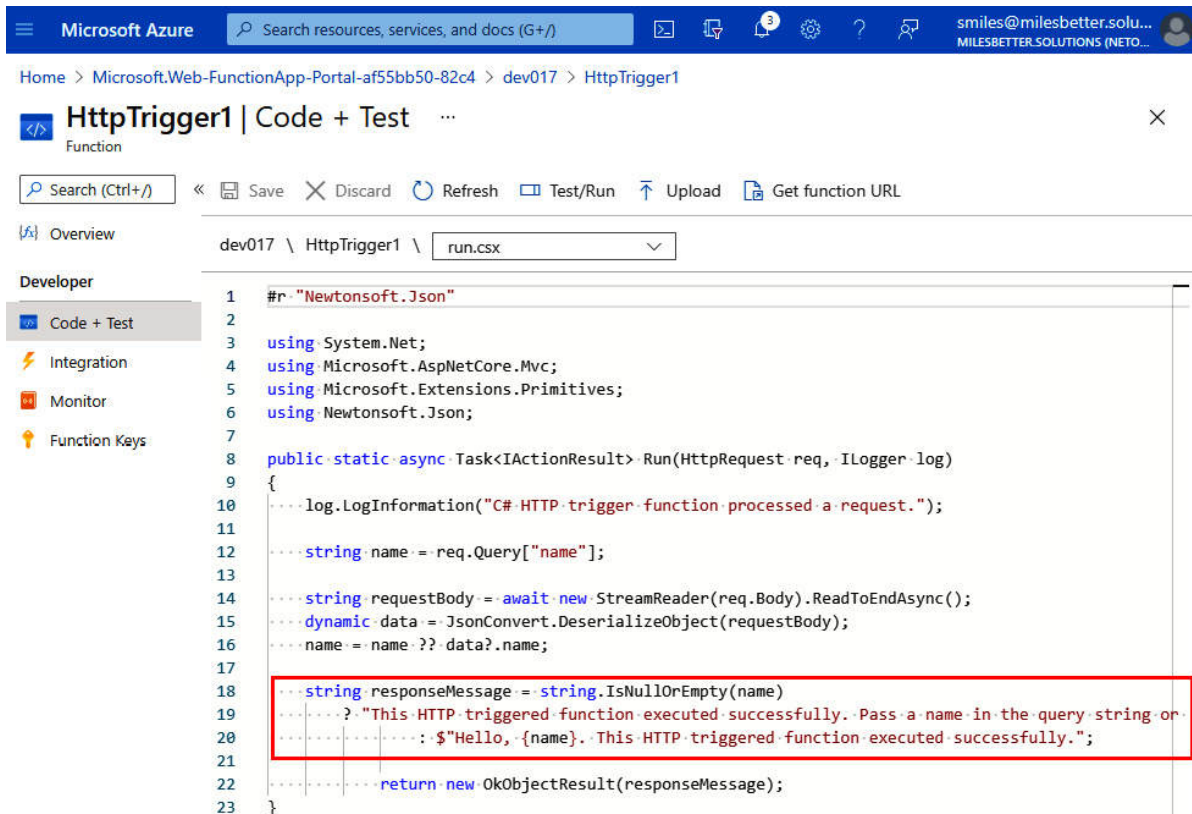 Microsoft Azure
Search resources, services, and docs (G+/)
3
smiles@milesbetter.solu...
MILESBETTER.SOLUTIONS (NETO...
Home > Microsoft.Web-FunctionApp-Portal-af55bb50-82c4 > dev017 > HttpTrigger1
HttpTrigger1 | Code + Test ...
Function
Search (Ctrl+/) « Save Discard Refresh Test/Run Upload Get function URL
Overview
dev017 \ HttpTrigger1 \ run.csx
Developer
Code + Test
Integration
Monitor
Function Keys
1 #r "Newtonsoft.Json"
2
3 using System.Net;
4 using Microsoft.AspNetCore.Mvc;
5 using Microsoft.Extensions.Primitives;
6 using Newtonsoft.Json;
7
8 public static async Task<IActionResult> Run(HttpRequest req, ILogger log)
9 {
10 log.LogInformation("C# HTTP trigger function processed a request.");
11
12 string name = req.Query["name"];
13
14 string requestBody = await new StreamReader(req.Body).ReadToEndAsync();
15 dynamic data = JsonConvert.DeserializeObject(requestBody);
16 name = name ?? data?.name;
17
18 string responseMessage = string.IsNullOrEmpty(name)
19 ? "This HTTP triggered function executed successfully. Pass a name in the query string or
20 : $"Hello, {name}. This HTTP triggered function executed successfully.";
21
22 return new OkObjectResult(responseMessage);
23 }